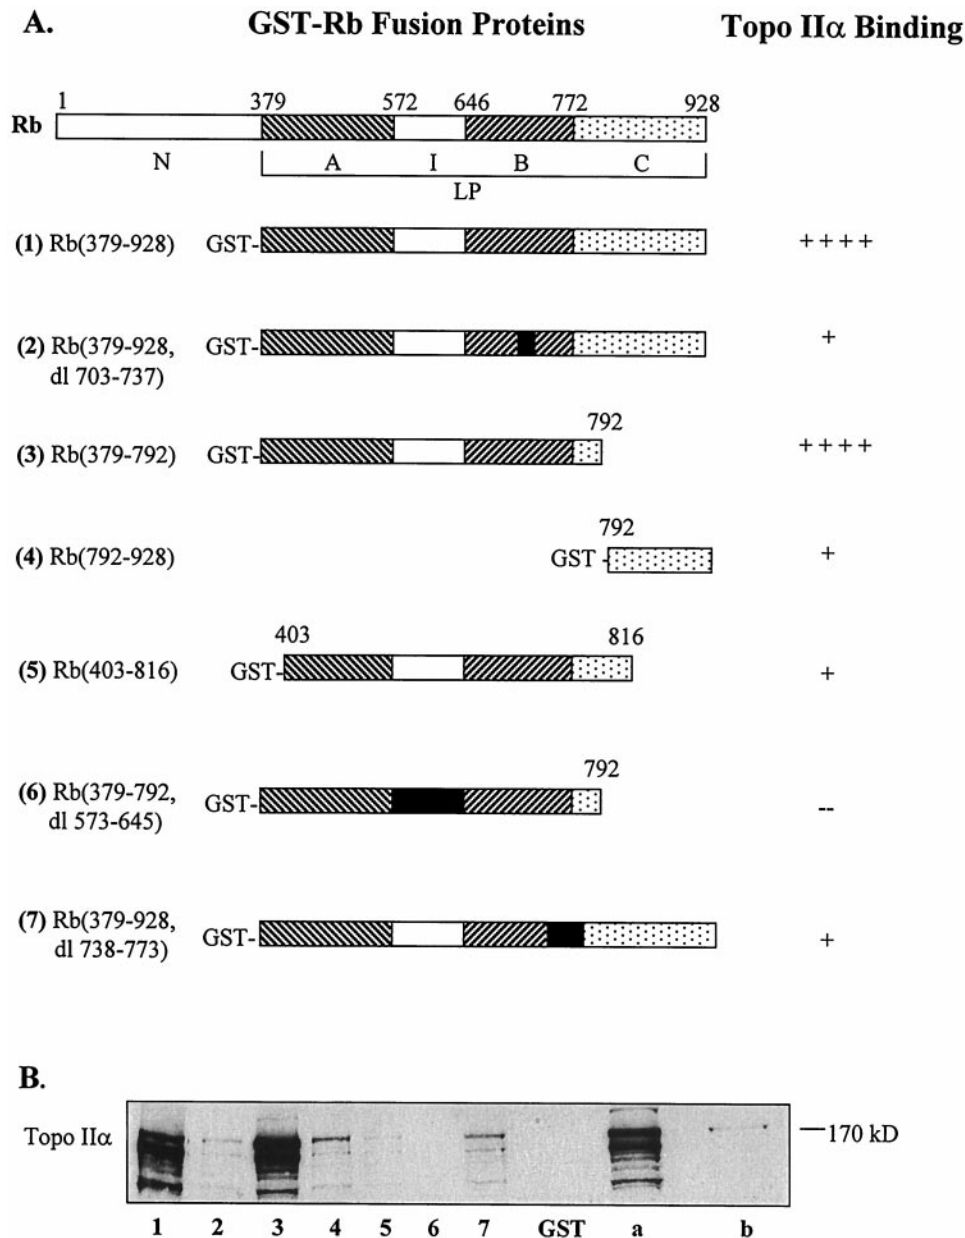 A. GST-Rb Fusion Proteins Topo IIα Binding
1 379 572 646 772 928
Rb
N A I B C
LP
(1) Rb(379-928) GST- ++++
(2) Rb(379-928, GST- +
dl 703-737)
792
(3) Rb(379-792) GST- ++++
792
(4) Rb(792-928) GST - +
403 816
(5) Rb(403-816) GST- +
792
(6) Rb(379-792, GST- --
dl 573-645)
(7) Rb(379-928, GST- +
dl 738-773)
B.
Topo IIα 170 kD
1 2 3 4 5 6 7 GST a b